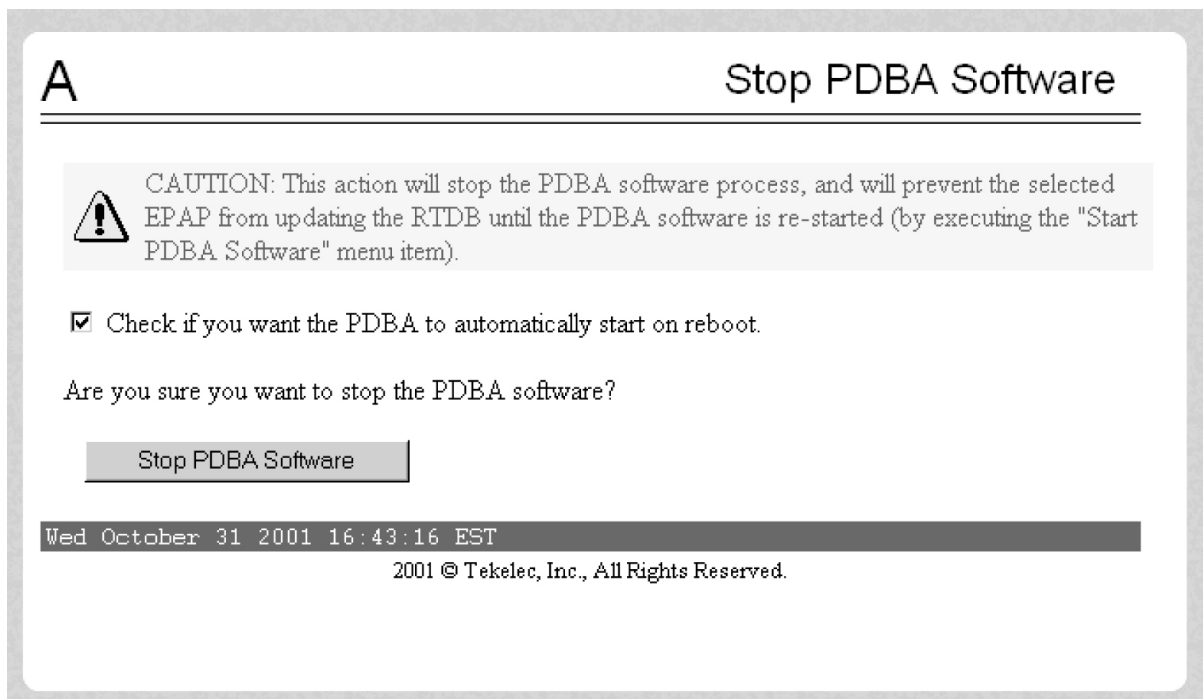 A
Stop PDBA Software
CAUTION: This action will stop the PDBA software process, and will prevent the selected
EPAP from updating the RTDB until the PDBA software is re-started (by executing the "Start
PDBA Software" menu item).
Check if you want the PDBA to automatically start on reboot.
Are you sure you want to stop the PDBA software?
Stop PDBA Software
Wed October 31 2001 16:43:16 EST
2001 © Tekelec, Inc., All Rights Reserved.